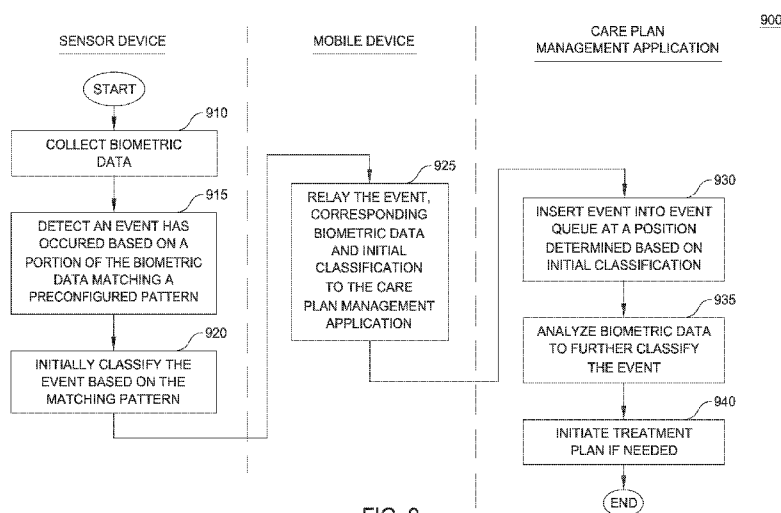 900
SENSOR DEVICE
MOBILE DEVICE
CARE PLAN
MANAGEMENT APPLICATION
START
910
COLLECT BIOMETRIC
DATA
915
DETECT AN EVENT HAS
OCCURED BASED ON A
PORTION OF THE BIOMETRIC
DATA MATCHING A
PRECONFIGURED PATTERN
920
INITIALLY CLASSIFY THE
EVENT BASED ON THE
MATCHING PATTERN
925
RELAY THE EVENT,
CORRESPONDING
BIOMETRIC DATA
AND INITIAL
CLASSIFICATION
TO THE CARE
PLAN MANAGEMENT
APPLICATION
930
INSERT EVENT INTO EVENT
QUEUE AT A POSITION
DETERMINED BASED ON
INITIAL CLASSIFICATION
935
ANALYZE BIOMETRIC DATA
TO FURTHER CLASSIFY
THE EVENT
940
INITIATE TREATMENT
PLAN IF NEEDED
END